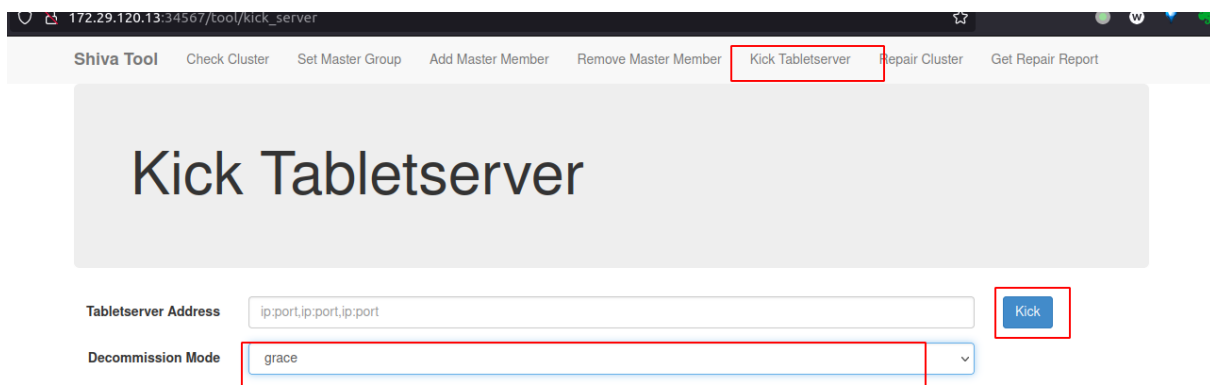 172.29.120.13:34567/tool/kick_server
Shiva Tool Check Cluster Set Master Group Add Master Member Remove Master Member Kick Tabletserver Repair Cluster Get Repair Report
Kick Tabletserver
Tabletserver Address ip:port,ip:port,ip:port Kick
Decommission Mode grace